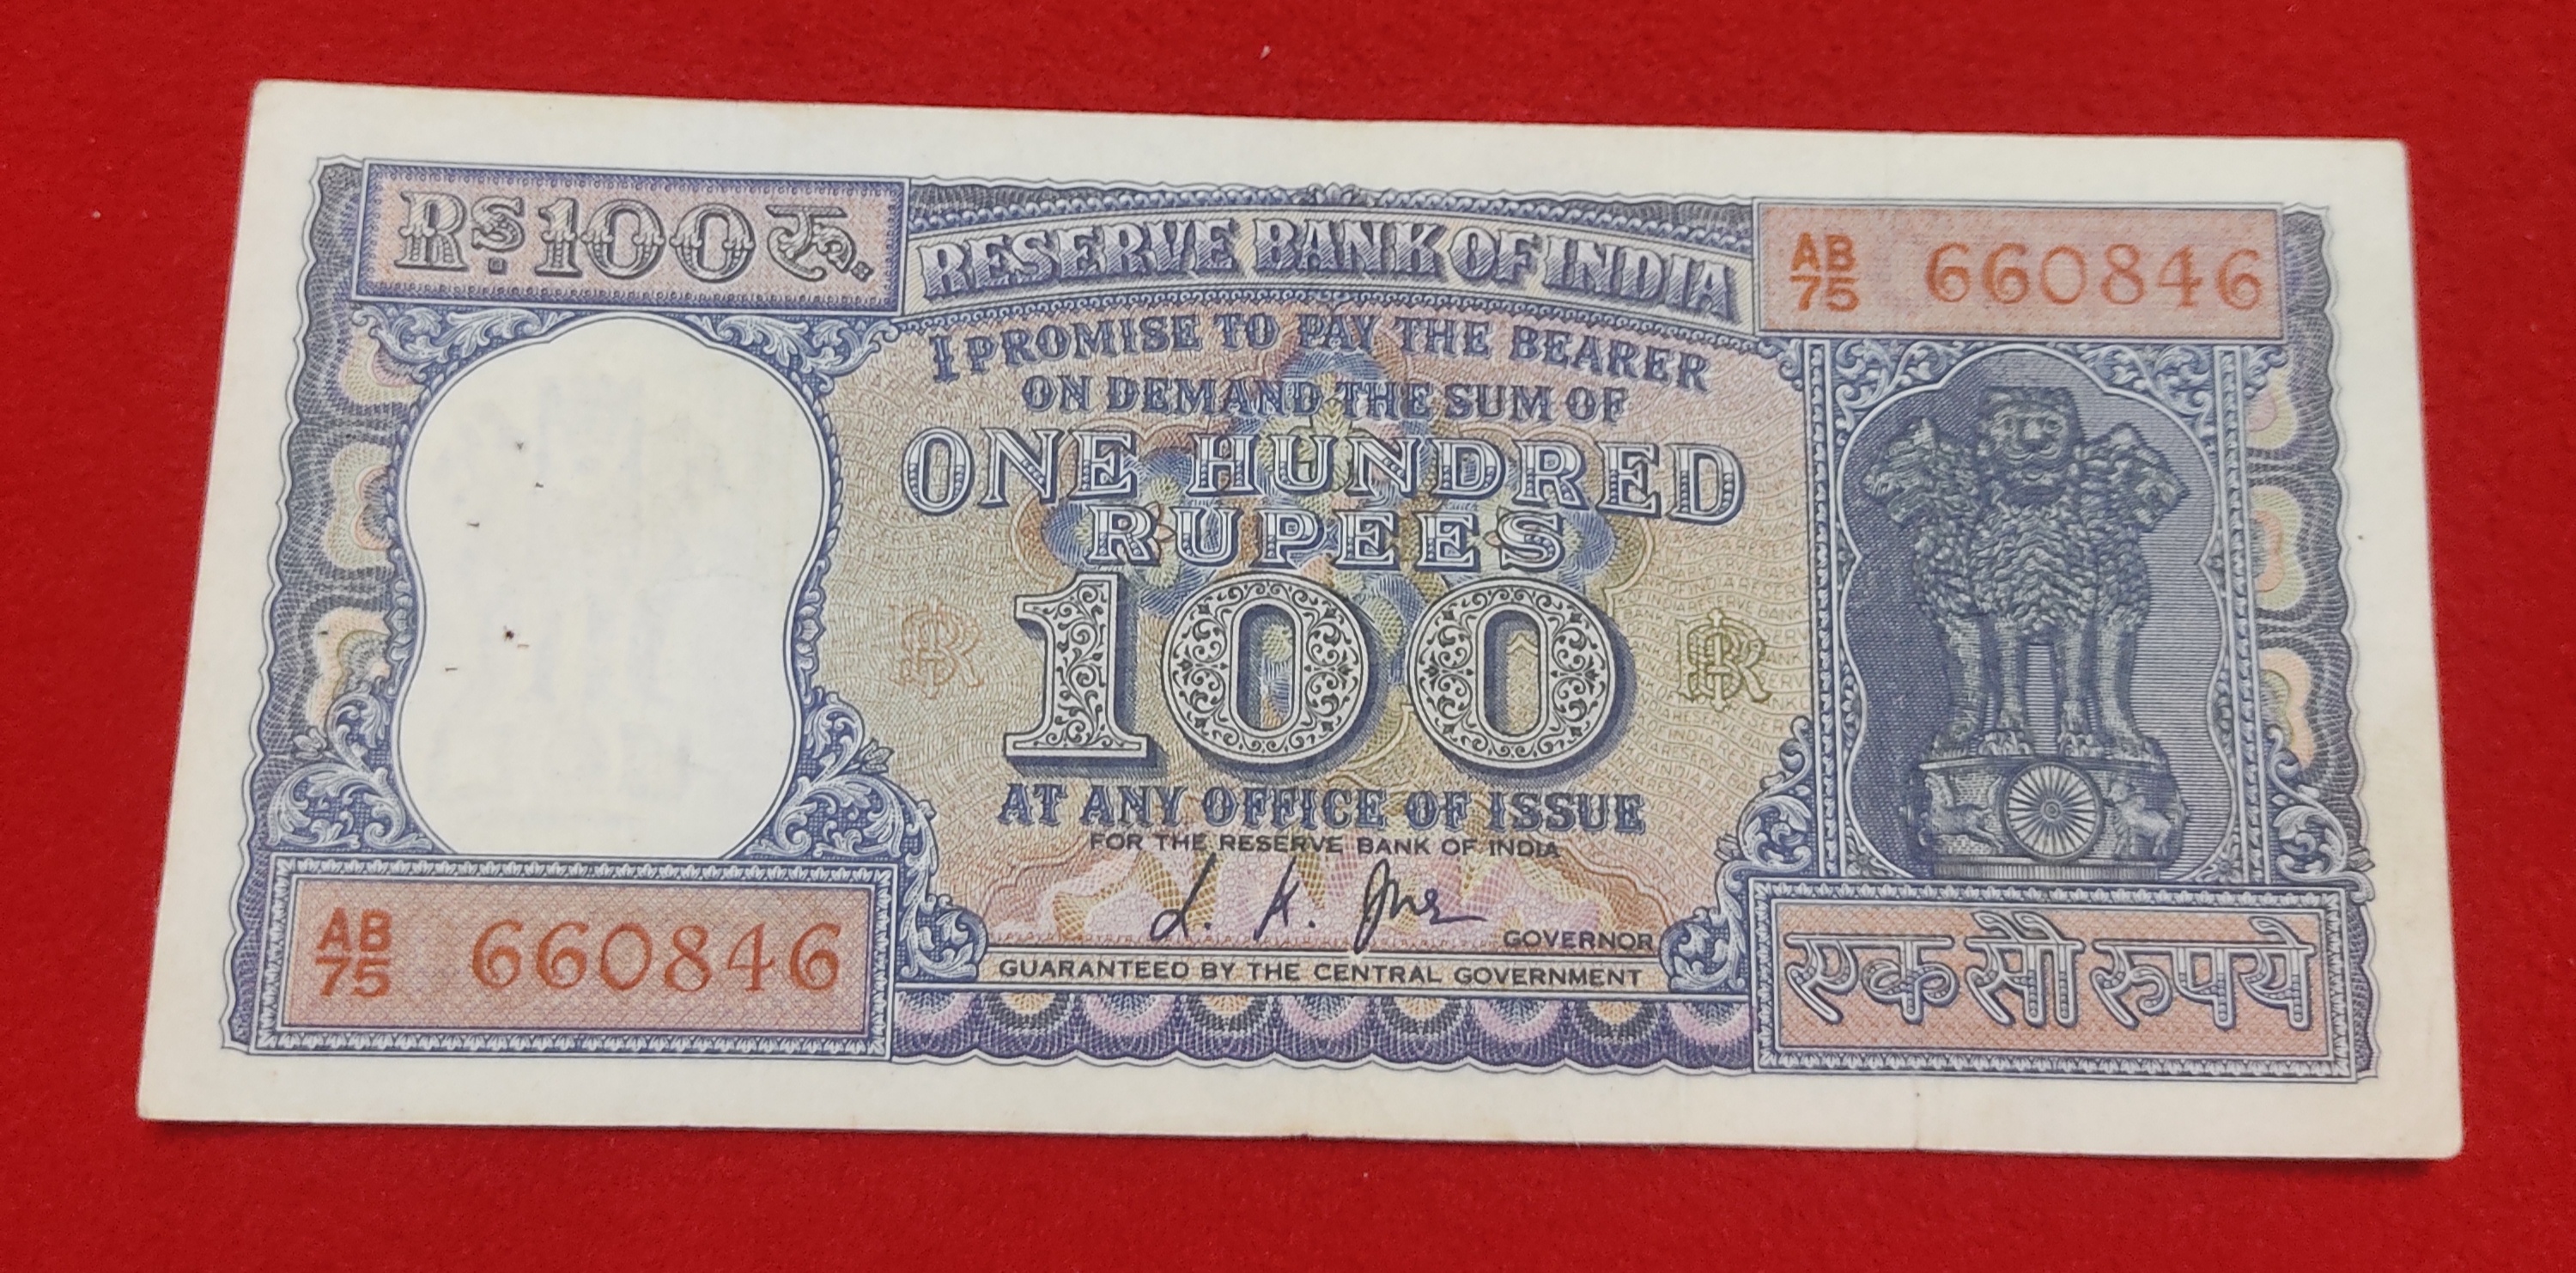 Rs. 100 रु.
RESERVE BANK OF INDIA
AB
75 660846
I PROMISE TO PAY THE BEARER
ON DEMAND THE SUM OF
ONE HUNDRED
RUPEES
100
AT ANY OFFICE OF ISSUE
FOR THE RESERVE BANK OF INDIA
GOVERNOR
GUARANTEED BY THE CENTRAL GOVERNMENT
AB
75 660846
एक सौ रुपये